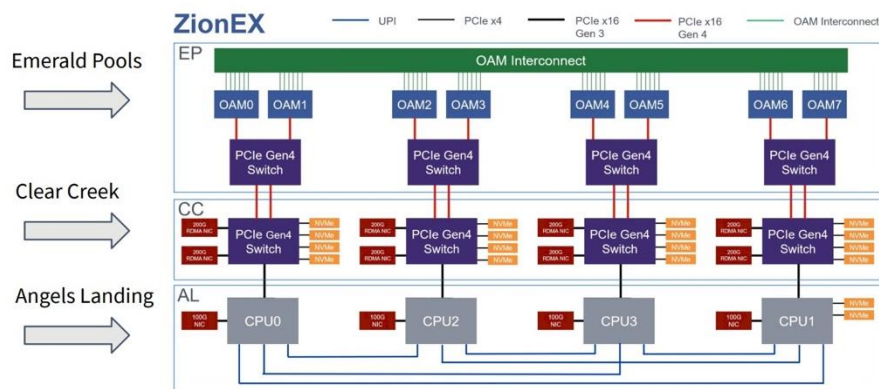 ZionEX
UPI
PCIe x4
PCIe x16
Gen 3
PCIe x16
Gen 4
OAM Interconnect
Emerald Pools
EP
OAM Interconnect
OAM0
OAM1
OAM2
OAM3
OAM4
OAM5
OAM6
OAM7
PCIe Gen4
Switch
PCIe Gen4
Switch
PCIe Gen4
Switch
PCIe Gen4
Switch
Clear Creek
CC
200G
RDMA NIC
200G
RDMA NIC
PCIe Gen4
Switch
NVMe
NVMe
NVMe
NVMe
200G
RDMA NIC
200G
RDMA NIC
PCIe Gen4
Switch
NVMe
NVMe
NVMe
NVMe
200G
RDMA NIC
200G
RDMA NIC
PCIe Gen4
Switch
NVMe
NVMe
NVMe
NVMe
200G
RDMA NIC
200G
RDMA NIC
PCIe Gen4
Switch
NVMe
NVMe
NVMe
NVMe
Angels Landing
AL
100G
NIC
CPU0
100G
NIC
CPU2
100G
NIC
CPU3
100G
NIC
CPU1
NVMe
NVMe